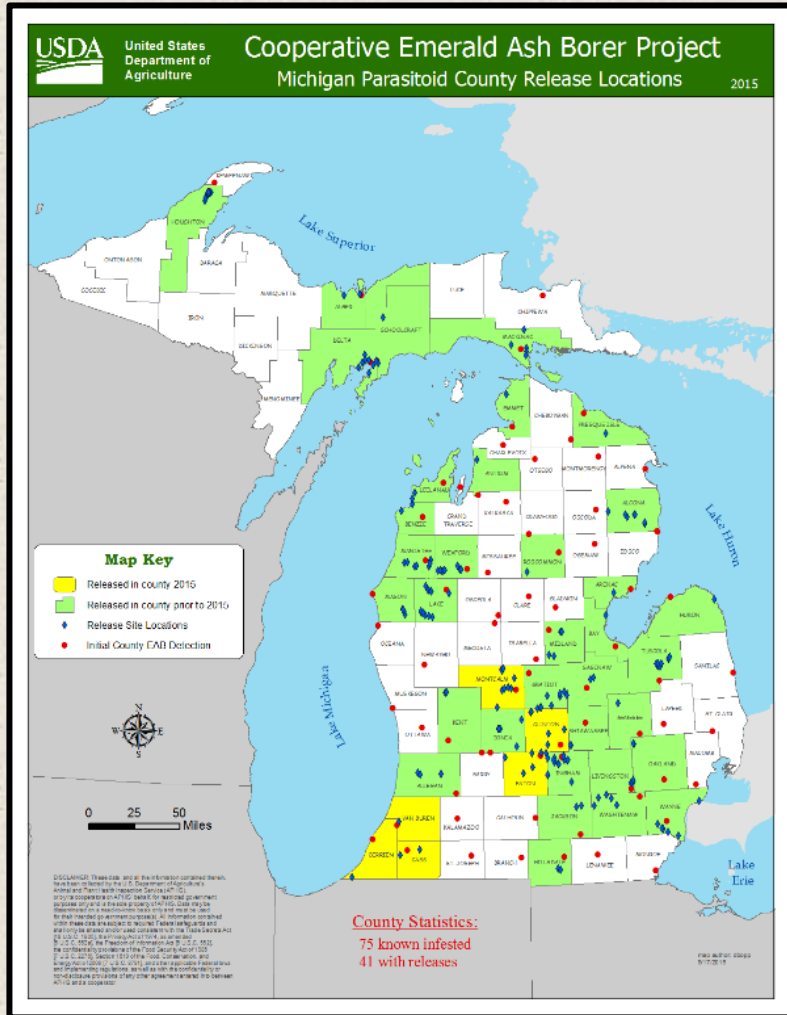 USDA
United States
Department of
Agriculture
Cooperative Emerald Ash Borer Project
Michigan Parasitoid County Release Locations
2015
Lake Superior
HOUGHTON
ONTONAGON
BARAGA
GOGEBIC
MARQUETTE
IRON
DICKINSON
MENOMINEE
ALGER
DELTA
SCHOOLCRAFT
LUCE
CHIPPEWA
MACKINAC
EMMET
CHEBOYGAN
PRESQUE ISLE
CHARLEVOIX
ANTRIM
OTSEGO
MONTMORENCY
ALPENA
LEELANAU
BENZIE
GRAND
TRAVERSE
KALKASKA
CRAWFORD
OSCODA
ALCONA
Lake Huron
MANISTEE
WEXFORD
MISSAUKEE
ROSCOMMON
OGEMAW
IOSCO
MASON
LAKE
OSCEOLA
CLARE
GLADWIN
ARENAC
HURON
OCEANA
NEWAYGO
MECOSTA
ISABELLA
MIDLAND
BAY
TUSCOLA
SANILAC
MUSKEGON
MONTCALM
GRATIOT
SAGINAW
LAPEER
ST. CLAIR
OTTAWA
KENT
IONIA
CLINTON
SHIAWASSEE
GENESEE
MACOMB
OAKLAND
ALLEGAN
BARRY
EATON
INGHAM
LIVINGSTON
VAN BUREN
KALAMAZOO
CALHOUN
JACKSON
WASHTENAW
WAYNE
BERRIEN
CASS
ST. JOSEPH
BRANCH
HILLSDALE
LENAWEE
MONROE
Lake Michigan
Lake
Erie
Map Key
Released in county 2015
Released in county prior to 2015
Release Site Locations
Initial County EAB Detection
N
W
E
S
0 25 50
Miles
County Statistics:
75 known infested
41 with releases